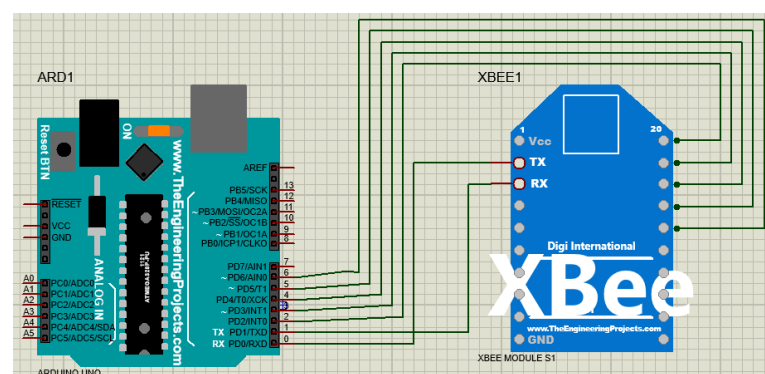 ARD1
XBEE1
Reset BTN
ON
www.TheEngineeringProjects.com
ANALOG IN
RESET
VCC
GND
A0 PC0/ADC0
A1 PC1/ADC1
A2 PC2/ADC2
A3 PC3/ADC3
A4 PC4/ADC4/SDA
A5 PC5/ADC5/SCL
AREF
PB5/SCK 13
PB4/MISO 12
~PB3/MOSI/OC2A 11
~PB2/SS/OC1B 10
~PB1/OC1A 9
PB0/ICP1/CLKO 8
PD7/AIN1 7
~PD6/AIN0 6
~PD5/T1 5
PD4/T0/XCK 4
~PD3/INT1
PD2/INT0 2
TX PD1/TXD 1
RX PD0/RXD 0
ARDUINO UNO
1 20
Vcc
TX
RX
Digi International
XBee
www.TheEngineeringProjects.com
GND
XBEE MODULE S1